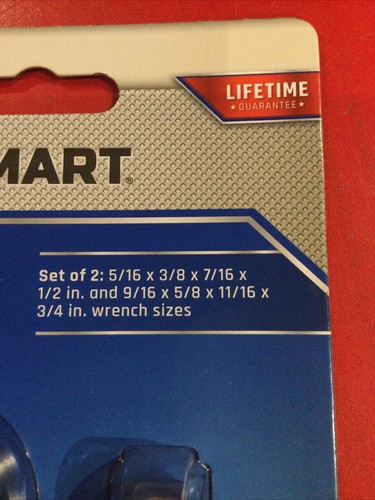 LIFETIME
★ GUARANTEE ★
MART®
Set of 2: 5/16 x 3/8 x 7/16 x
1/2 in. and 9/16 x 5/8 x 11/16 x
3/4 in. wrench sizes